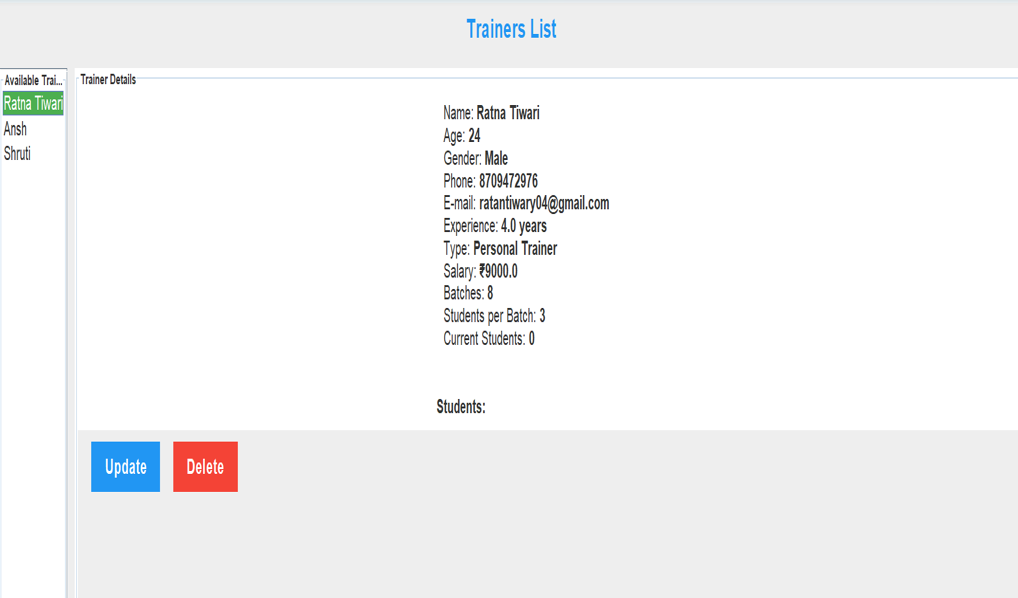 Trainers List
Available Trai...
Ratna Tiwari
Ansh
Shruti
Trainer Details
Name: Ratna Tiwari
Age: 24
Gender: Male
Phone: 8709472976
E-mail: ratantiwary04@gmail.com
Experience: 4.0 years
Type: Personal Trainer
Salary: ₹9000.0
Batches: 8
Students per Batch: 3
Current Students: 0
Students:
Update
Delete